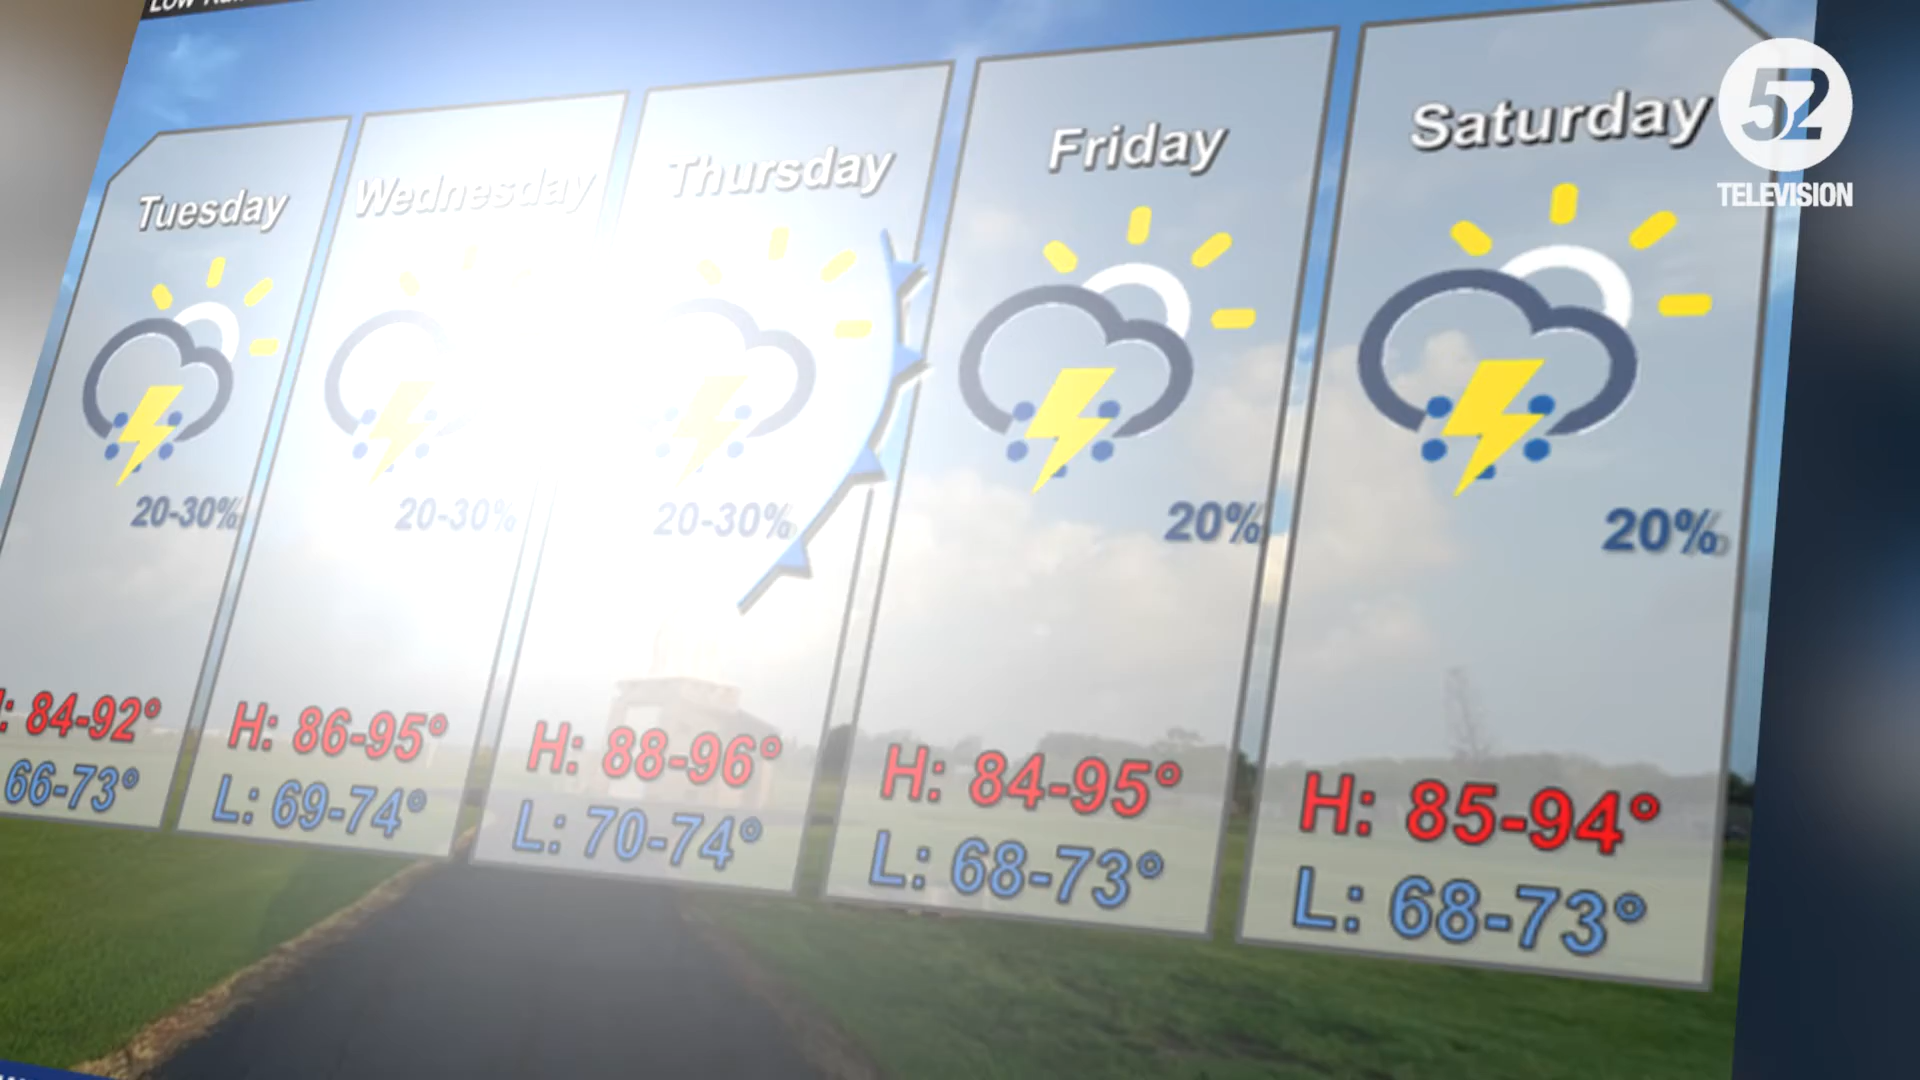 Tuesday
Wednesday
Thursday
Friday
Saturday
52
TELEVISION
20-30%
20-30%
20-30%
20%
20%
: 84-92°
66-73°
H: 86-95°
L: 69-74°
H: 88-96°
L: 70-74°
H: 84-95°
L: 68-73°
H: 85-94°
L: 68-73°